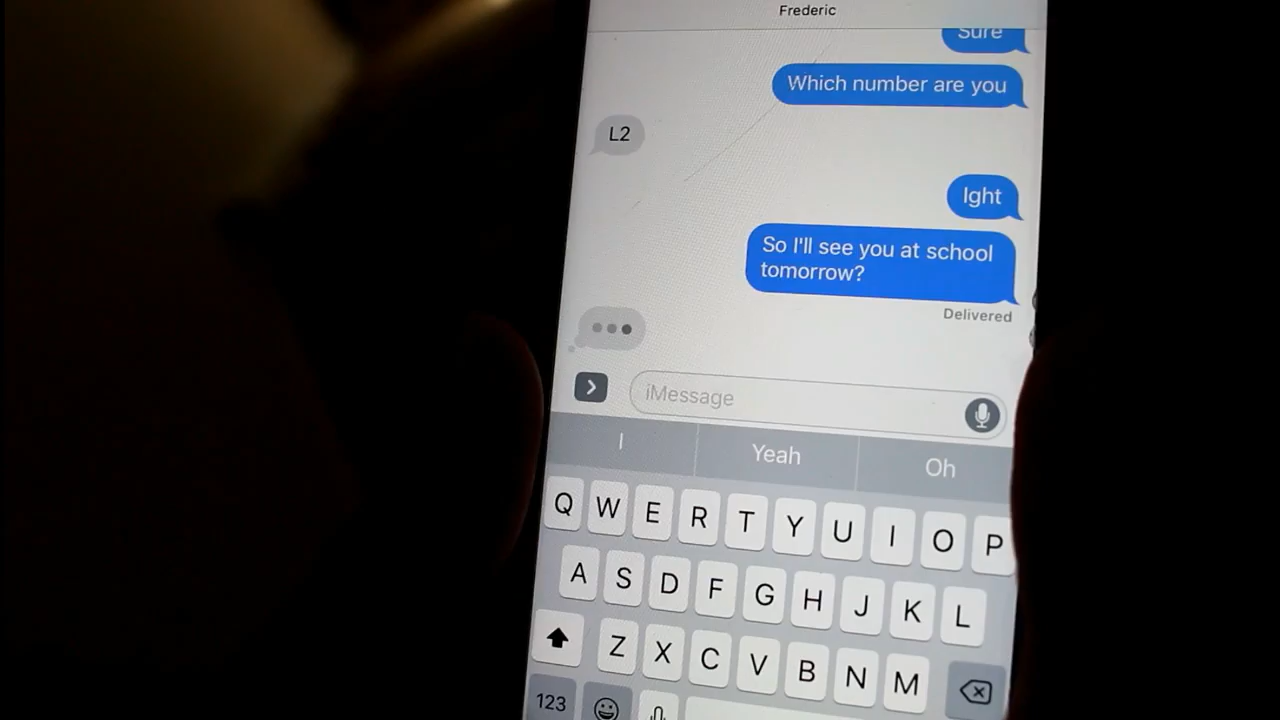 Frederic
Sure
Which number are you
L2
Ight
So I'll see you at school
tomorrow?
Delivered
iMessage
I Yeah Oh
Q W E R T Y U I O P
A S D F G H J K L
Z X C V B N M
123